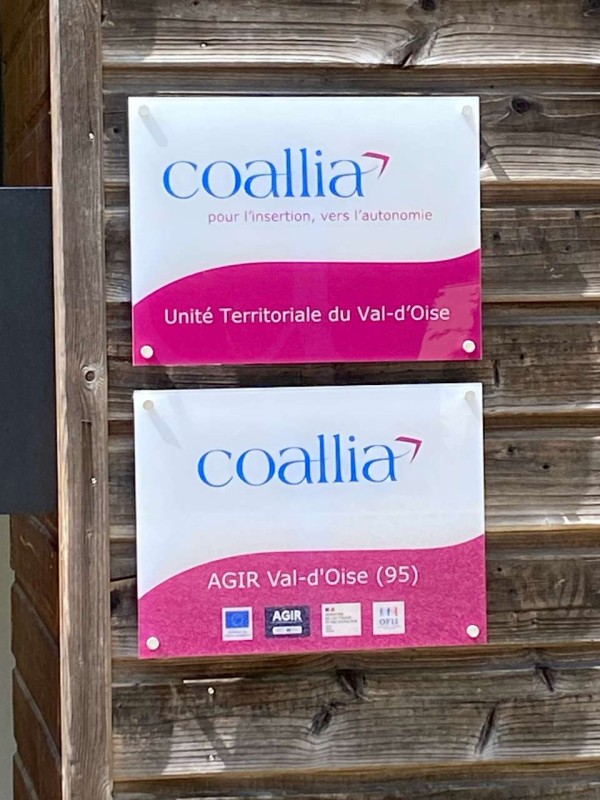 coallia
pour l'insertion, vers l'autonomie
Unité Territoriale du Val-d'Oise
coallia
AGIR Val-d'Oise (95)
AGIR
OFII